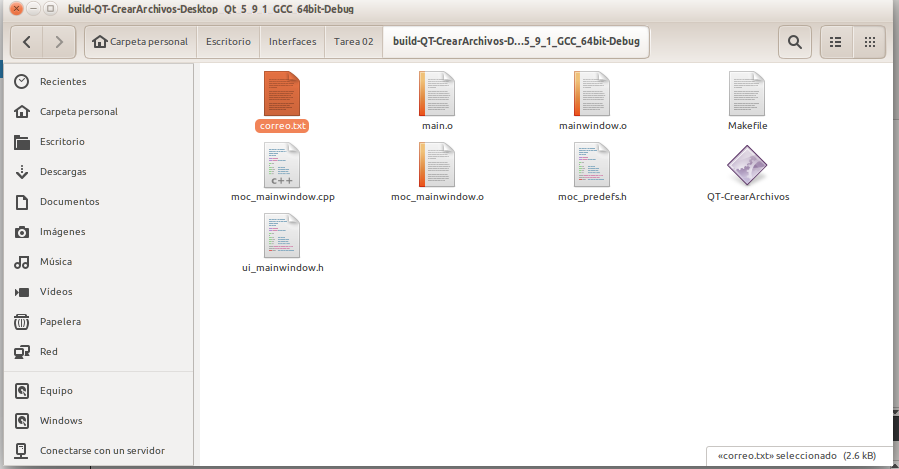 build-QT-CrearArchivos-Desktop_Qt_5_9_1_GCC_64bit-Debug
Carpeta personal
Escritorio
Interfaces
Tarea 02
build-QT-CrearArchivos-D...5_9_1_GCC_64bit-Debug
Recientes
Carpeta personal
Escritorio
Descargas
Documentos
Imágenes
Música
Vídeos
Papelera
Red
Equipo
Windows
Conectarse con un servidor
correo.txt
main.o
mainwindow.o
Makefile
C++
moc_mainwindow.cpp
moc_mainwindow.o
moc_predefs.h
QT-CrearArchivos
ui_mainwindow.h
«correo.txt» seleccionado (2.6 kB)